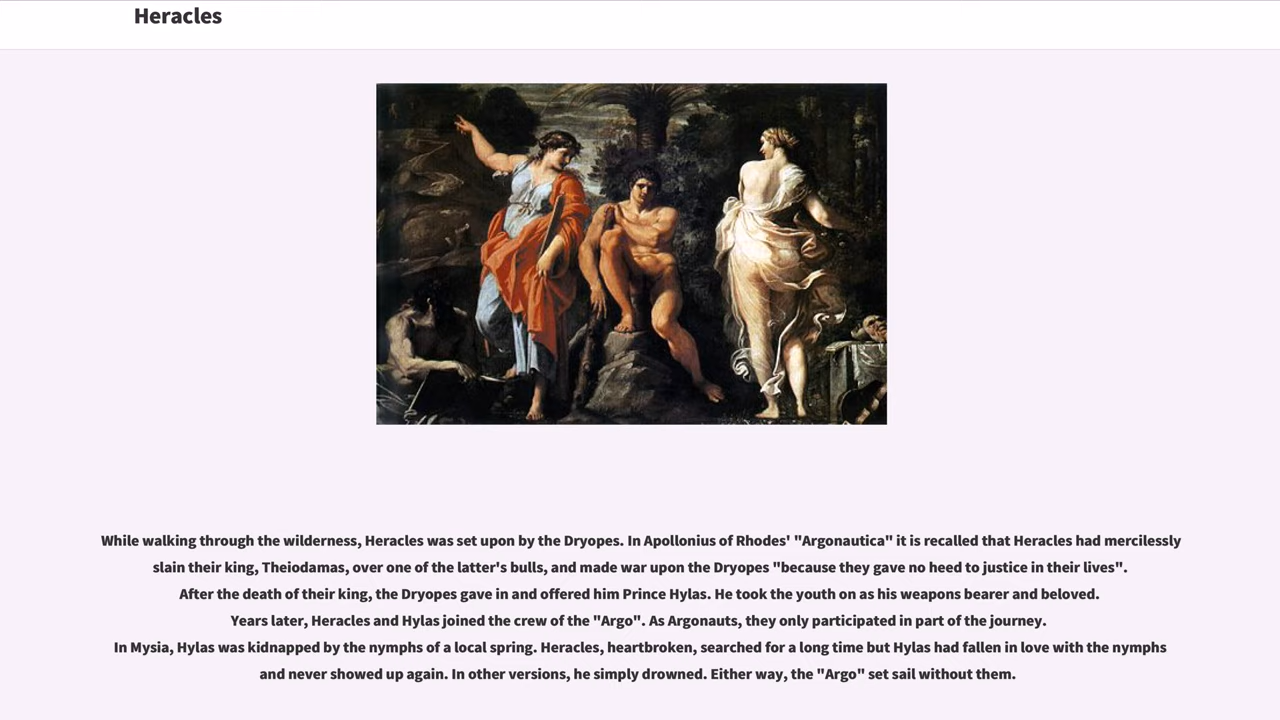 Heracles
While walking through the wilderness, Heracles was set upon by the Dryopes. In Apollonius of Rhodes' "Argonautica" it is recalled that Heracles had mercilessly
slain their king, Theiodamas, over one of the latter's bulls, and made war upon the Dryopes "because they gave no heed to justice in their lives".
After the death of their king, the Dryopes gave in and offered him Prince Hylas. He took the youth on as his weapons bearer and beloved.
Years later, Heracles and Hylas joined the crew of the "Argo". As Argonauts, they only participated in part of the journey.
In Mysia, Hylas was kidnapped by the nymphs of a local spring. Heracles, heartbroken, searched for a long time but Hylas had fallen in love with the nymphs
and never showed up again. In other versions, he simply drowned. Either way, the "Argo" set sail without them.